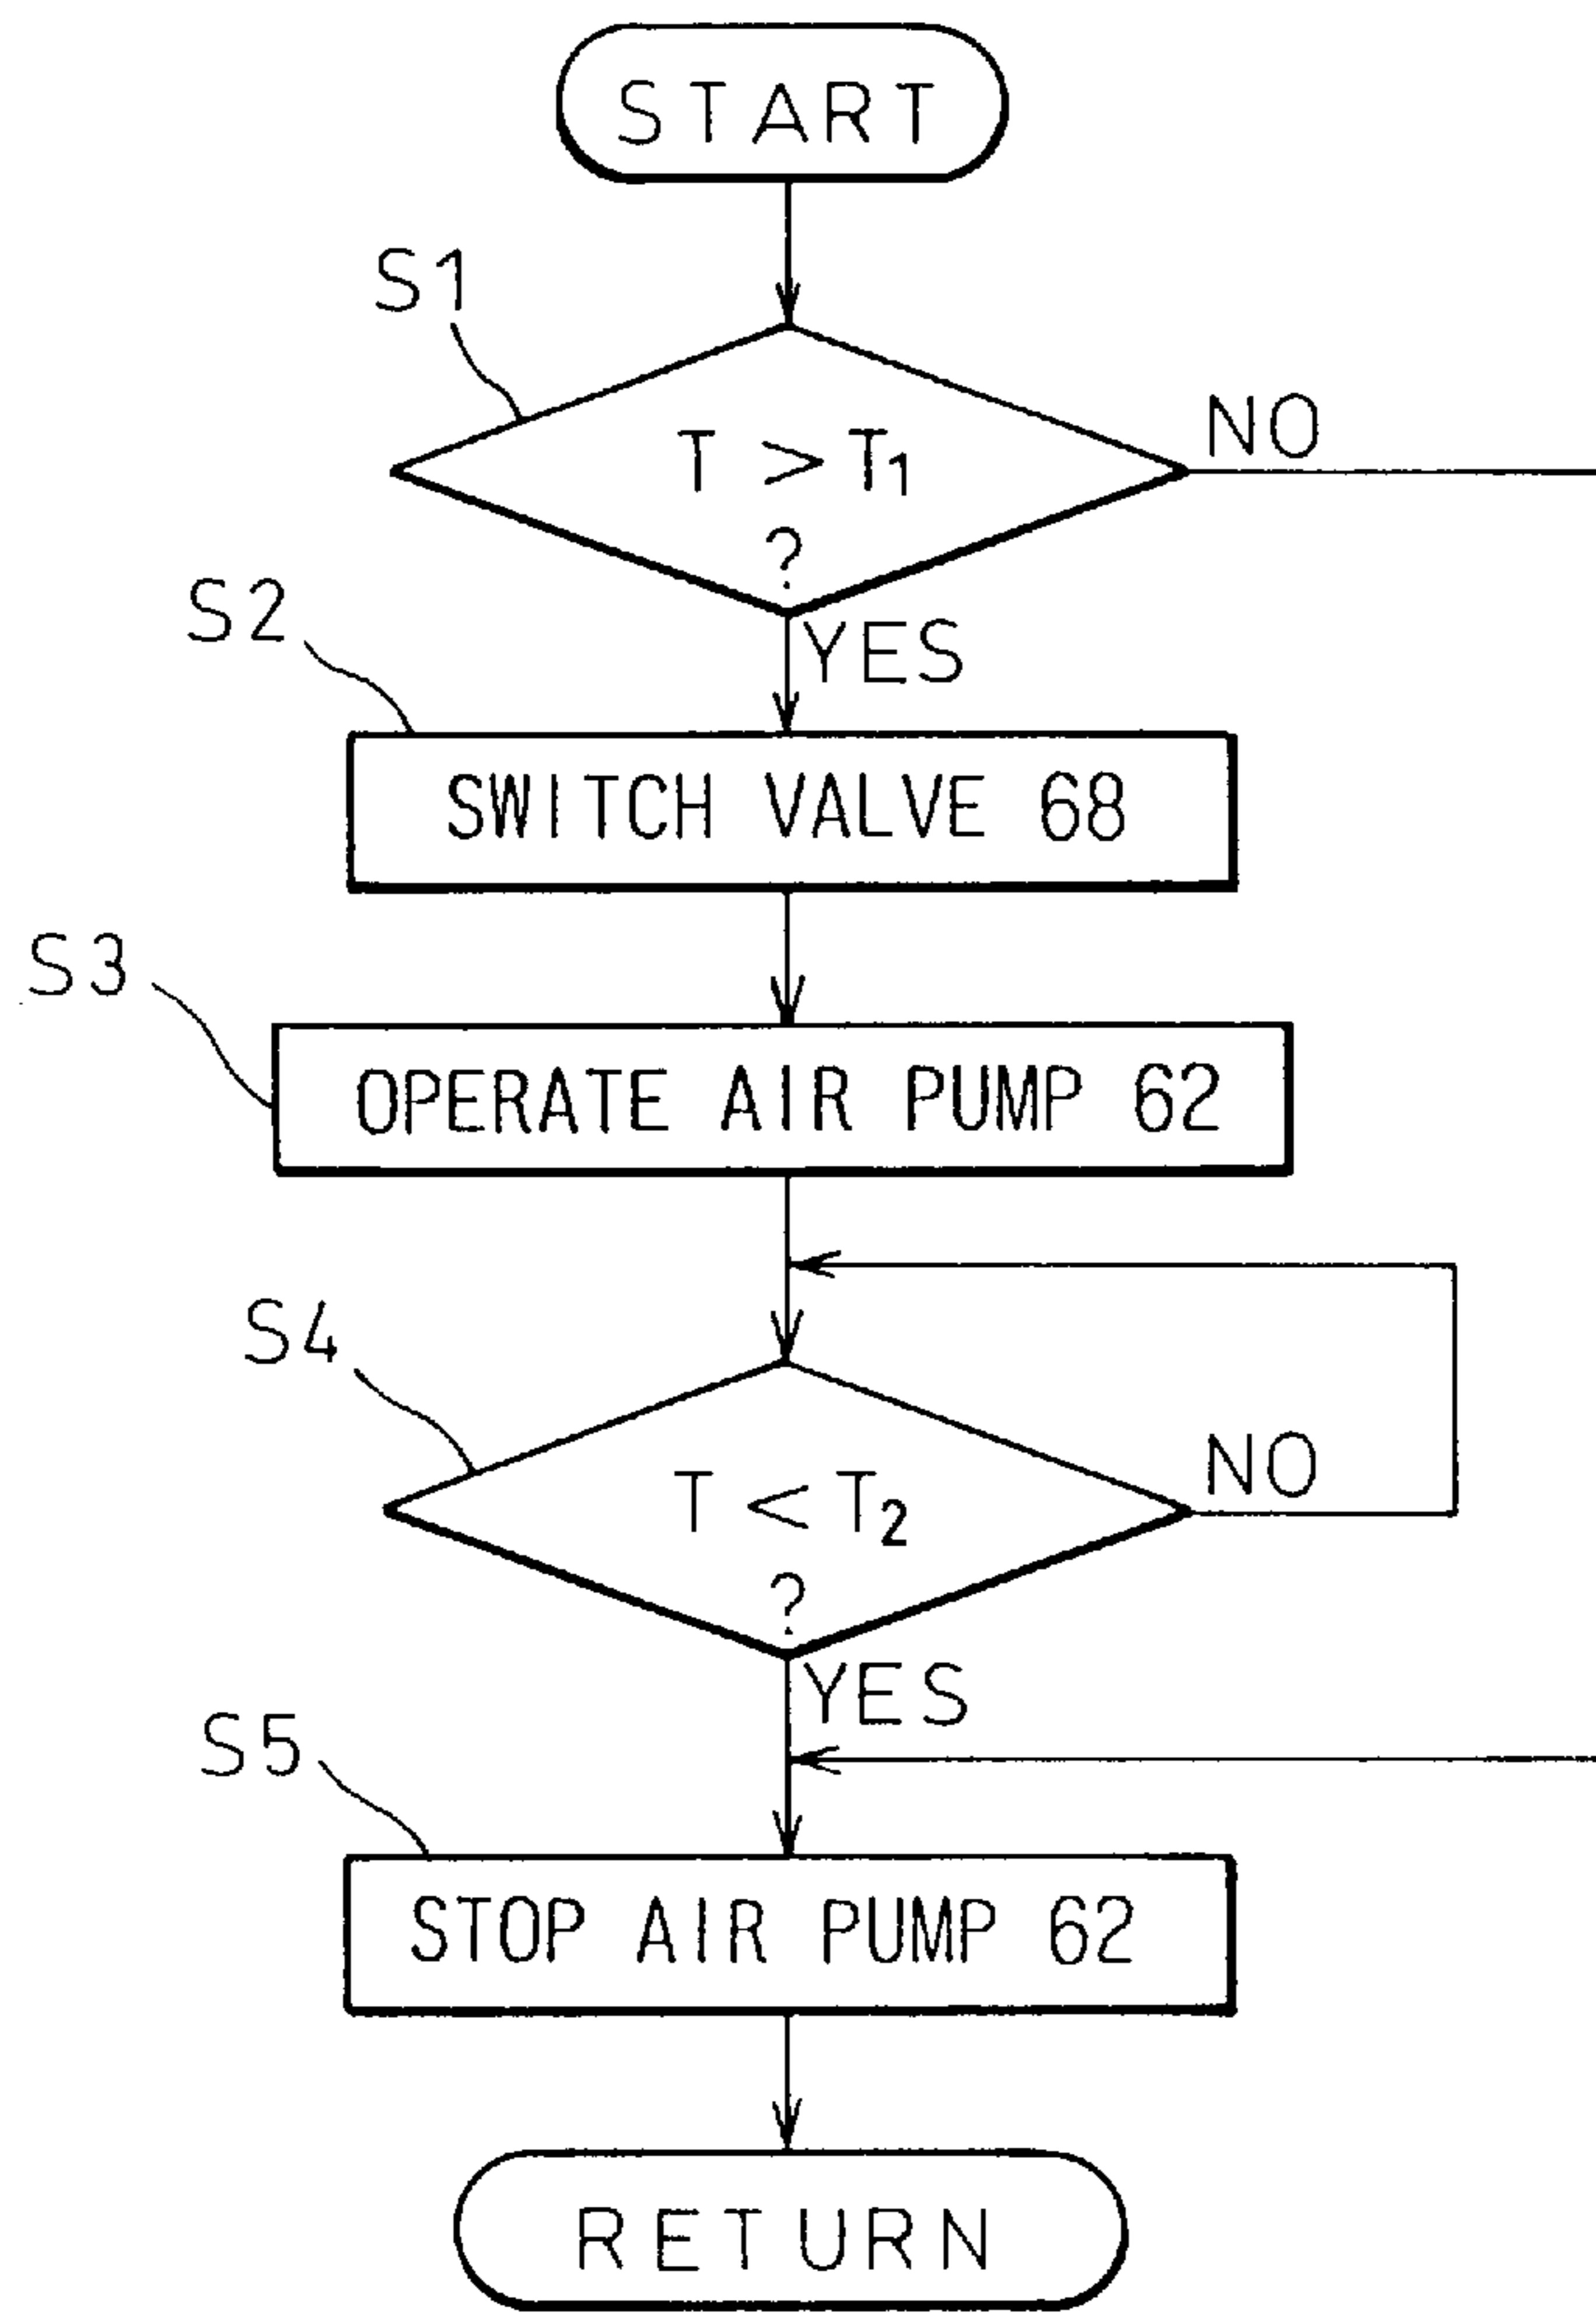 START
S1
T > T1
?
NO
YES
S2
SWITCH VALVE 68
S3
OPERATE AIR PUMP 62
S4
T < T2
?
NO
YES
S5
STOP AIR PUMP 62
RETURN